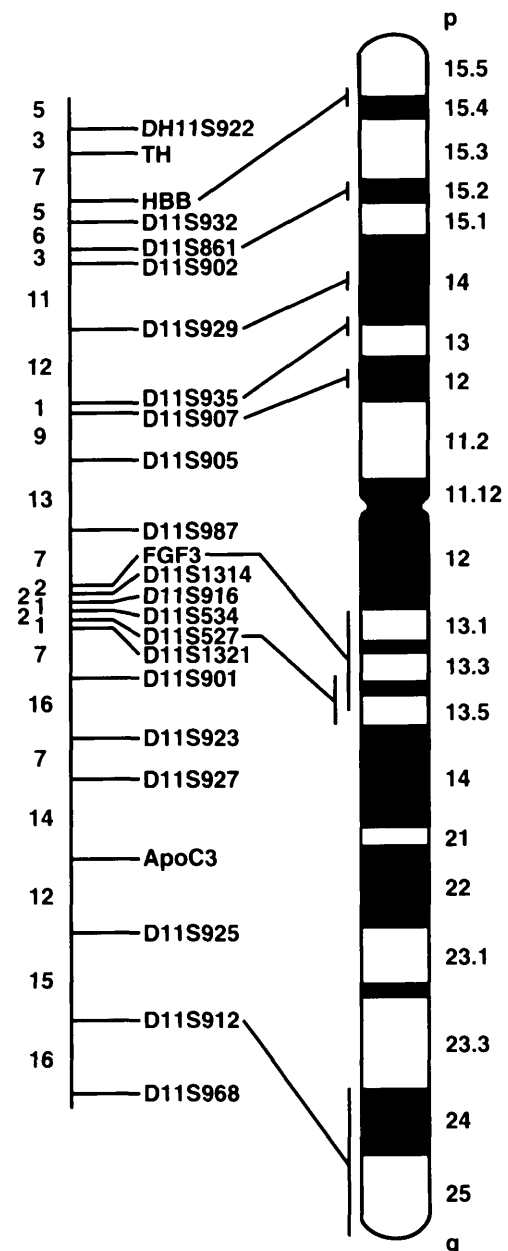 p
5
DH11S922
3
TH
7
HBB
5
D11S932
6
D11S861
3
D11S902
11
D11S929
12
D11S935
1
D11S907
9
D11S905
13
D11S987
7
FGF3
2
D11S1314
2
D11S916
1
D11S534
2
D11S527
1
D11S1321
7
D11S901
16
D11S923
7
D11S927
14
ApoC3
12
D11S925
15
D11S912
16
D11S968
15.5
15.4
15.3
15.2
15.1
14
13
12
11.2
11.12
12
13.1
13.3
13.5
14
21
22
23.1
23.3
24
25
q